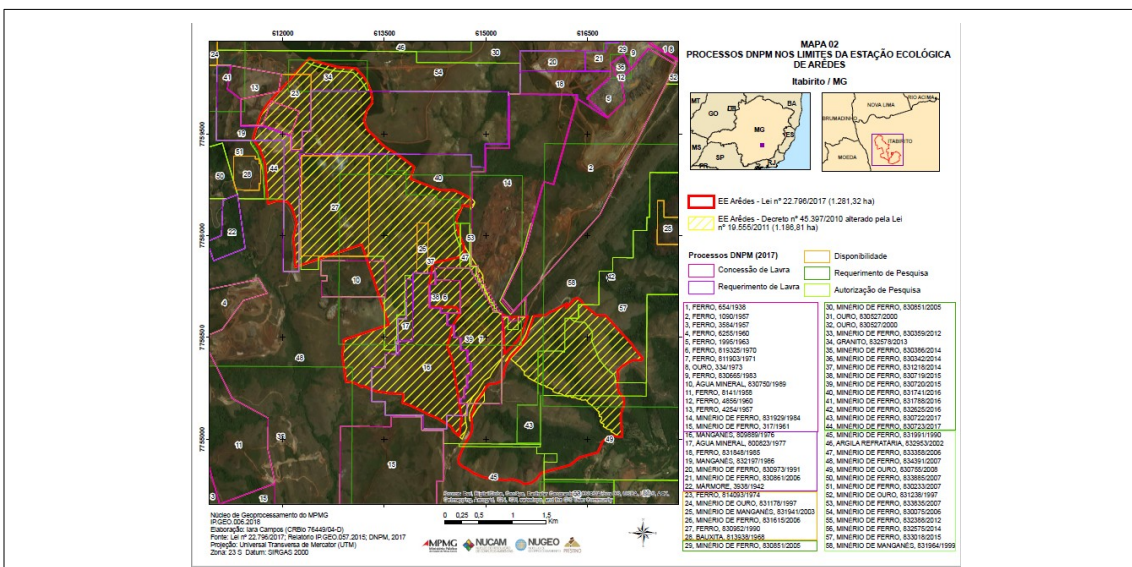 612000 613500 615000 616500
7759500
7758000
7756500
7755000
MAPA 02
PROCESSOS DNPM NOS LIMITES DA ESTAÇÃO ECOLÓGICA
DE ARÊDES
Itabirito / MG
MT
GO
DF
BA
MG
ES
MS
SP
RJ
PR
NOVA LIMA
RIO ACIMA
BRUMADINHO
ITABIRITO
MOEDA
EE Arêdes - Lei nº 22.796/2017 (1.281,32 ha)
EE Arêdes - Decreto nº 45.397/2010 alterado pela Lei
nº 19.555/2011 (1.186,81 ha)
Processos DNPM (2017)
Concessão de Lavra
Requerimento de Lavra
Disponibilidade
Requerimento de Pesquisa
Autorização de Pesquisa
1, FERRO, 654/1938
2, FERRO, 1090/1957
3, FERRO, 3584/1957
4, FERRO, 6255/1960
5, FERRO, 1995/1963
6, FERRO, 819325/1970
7, FERRO, 811903/1971
8, OURO, 334/1973
9, FERRO, 830665/1983
10, ÁGUA MINERAL, 830750/1989
11, FERRO, 8141/1958
12, FERRO, 4856/1960
13, FERRO, 4254/1957
14, MINÉRIO DE FERRO, 831929/1984
15, MINÉRIO DE FERRO, 317/1961
16, MANGANÊS, 809889/1976
17, ÁGUA MINERAL, 800823/1977
18, FERRO, 831848/1985
19, MANGANÊS, 832197/1986
20, MINÉRIO DE FERRO, 830973/1991
21, MINÉRIO DE FERRO, 830861/2006
22, MÁRMORE, 3938/1942
23, FERRO, 814093/1974
24, MINÉRIO DE OURO, 831178/1997
25, MINÉRIO DE MANGANÊS, 831941/2003
26, MINÉRIO DE FERRO, 831615/2006
27, FERRO, 830952/1990
28, BAUXITA, 813938/1968
29, MINÉRIO DE FERRO, 830851/2005
30, MINÉRIO DE FERRO, 830851/2005
31, OURO, 830527/2000
32, OURO, 830527/2000
33, MINÉRIO DE FERRO, 830359/2012
34, GRANITO, 832578/2013
35, MINÉRIO DE FERRO, 830386/2014
36, MINÉRIO DE FERRO, 830342/2014
37, MINÉRIO DE FERRO, 831218/2014
38, MINÉRIO DE FERRO, 830719/2015
39, MINÉRIO DE FERRO, 830720/2015
40, MINÉRIO DE FERRO, 831741/2016
41, MINÉRIO DE FERRO, 831788/2016
42, MINÉRIO DE FERRO, 832625/2016
43, MINÉRIO DE FERRO, 830722/2017
44, MINÉRIO DE FERRO, 830723/2017
45, MINÉRIO DE FERRO, 831991/1990
46, ARGILA REFRATÁRIA, 832953/2002
47, MINÉRIO DE FERRO, 833358/2006
48, MINÉRIO DE FERRO, 834391/2007
49, MINÉRIO DE OURO, 830755/2008
50, MINÉRIO DE FERRO, 833885/2007
51, MINÉRIO DE FERRO, 830233/2007
52, MINÉRIO DE OURO, 831238/1997
53, MINÉRIO DE FERRO, 833835/2007
54, MINÉRIO DE FERRO, 830075/2006
55, MINÉRIO DE FERRO, 832388/2012
56, MINÉRIO DE FERRO, 832575/2014
57, MINÉRIO DE FERRO, 833018/2015
58, MINÉRIO DE MANGANÊS, 831964/1999
Núcleo de Geoprocessamento do MPMG
IP.GEO.006.2018
Elaboração: Iara Campos (CRBio 76449/04-D)
Fonte: Lei nº 22.796/2017; Relatório IP.GEO.057.2015; DNPM, 2017
Projeção: Universal Transversa de Mercator (UTM)
Zona: 23 S Datum: SIRGAS 2000
0 0,25 0,5 1 1,5
Km
MPMG
NUCAM
NUGEO